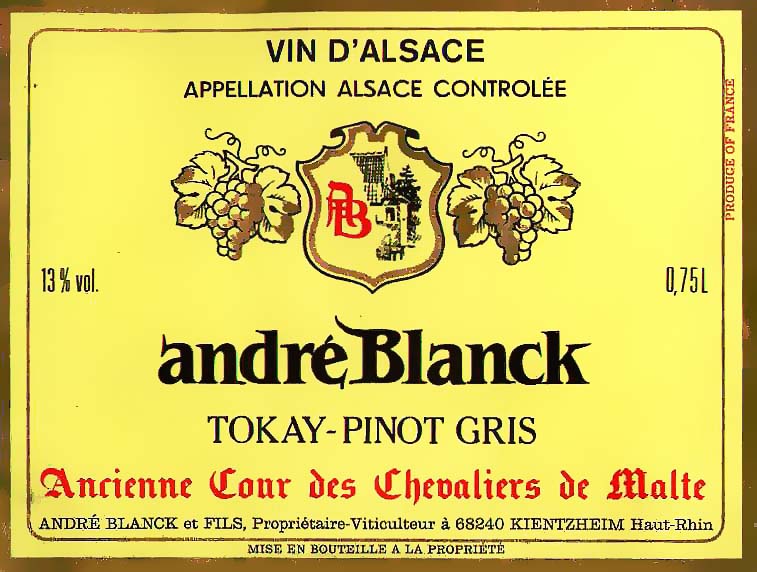 VIN D'ALSACE
APPELLATION ALSACE CONTROLÉE
PRODUCE OF FRANCE
AB
13 % vol.
0,75L
andré Blanck
TOKAY-PINOT GRIS
Ancienne Cour des Chevaliers de Malte
ANDRÉ BLANCK et FILS, Propriétaire-Viticulteur à 68240 KIENTZHEIM Haut-Rhin
MISE EN BOUTEILLE A LA PROPRIÉTÉ